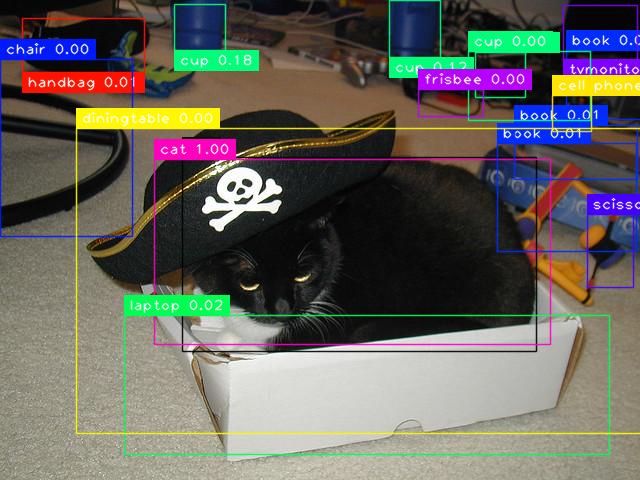 book 0.0
cup 0.00
chair 0.00
cup 0.18
cup 0.12
tvmonito
handbag 0.01
frisbee 0.00
cell phone
diningtable 0.00
book 0.01
book 0.01
cat 1.00
scisso
laptop 0.02